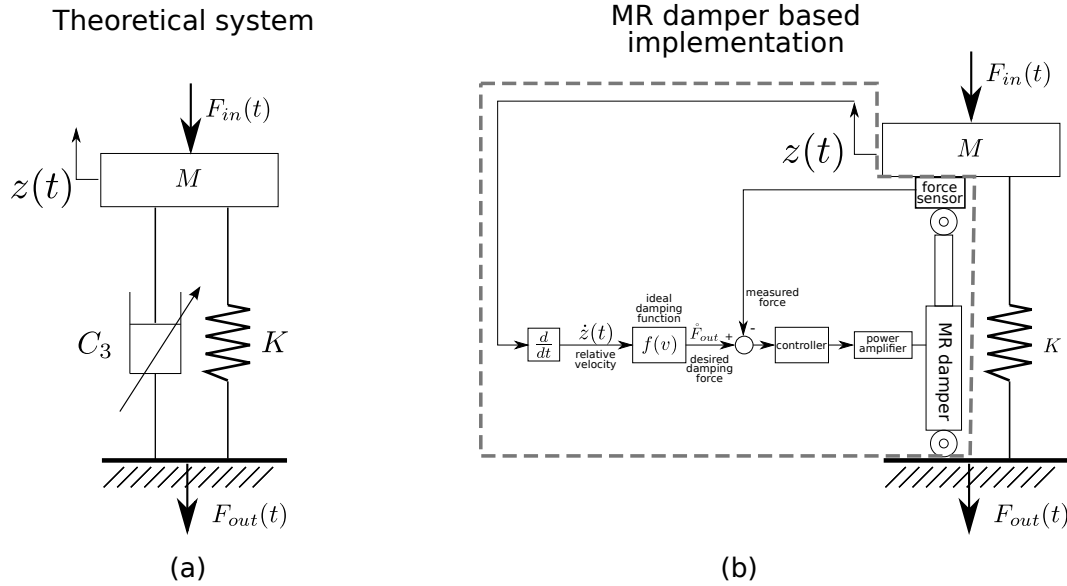 Theoretical system
F_in(t)
M
z(t)
C_3
K
F_out(t)
(a)
MR damper based
implementation
F_in(t)
z(t)
M
force
sensor
measured
force
ideal
damping
function
d/dt
ż(t)
relative
velocity
f(v)
F̊_out
+
-
desired
damping
force
controller
power
amplifier
MR damper
K
F_out(t)
(b)